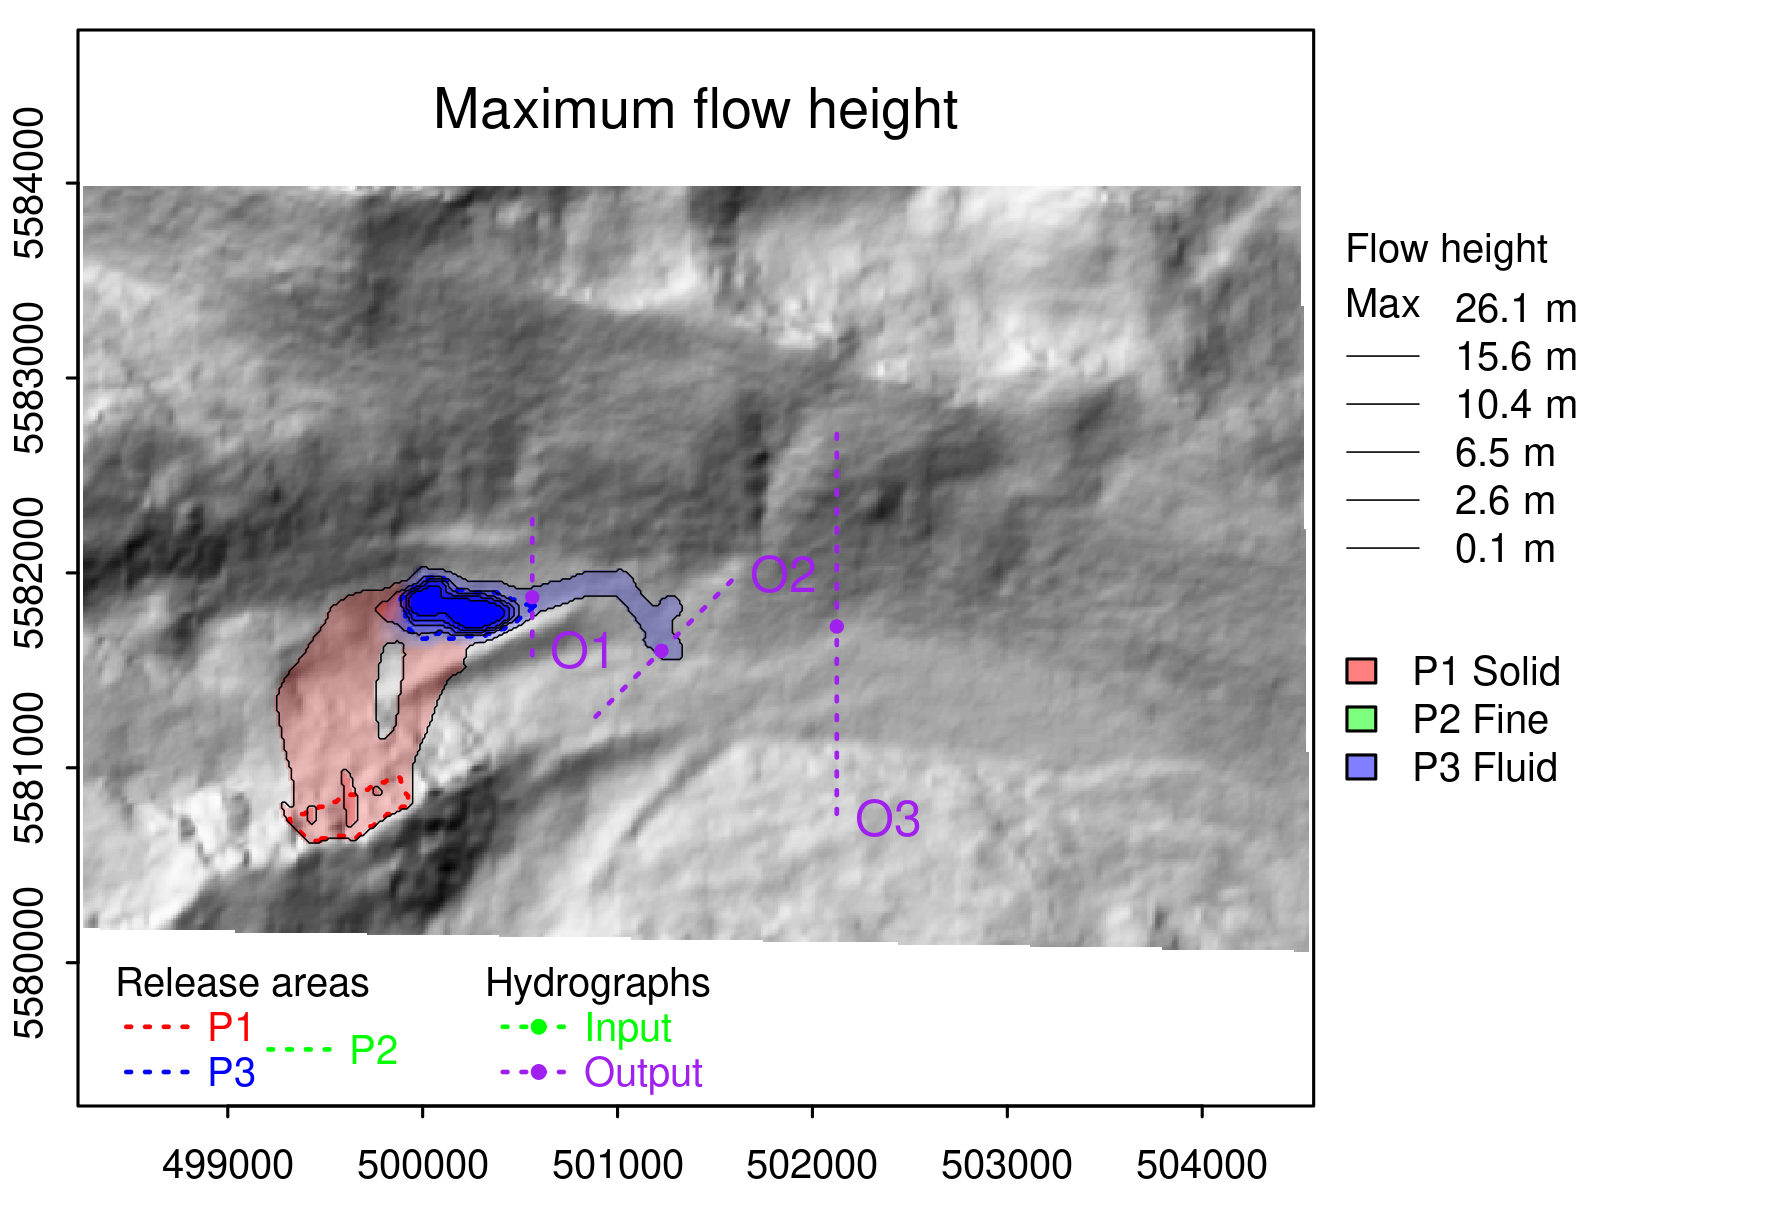 Maximum flow height
5584000
5583000
5582000
5581000
5580000
O1
O2
O3
Release areas
P1
P2
P3
Hydrographs
Input
Output
499000 500000 501000 502000 503000 504000
Flow height
Max 26.1 m
15.6 m
10.4 m
6.5 m
2.6 m
0.1 m
P1 Solid
P2 Fine
P3 Fluid